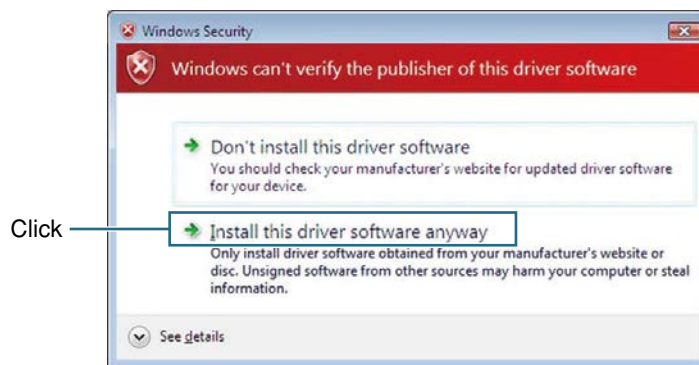 Windows Security
Windows can't verify the publisher of this driver software
Don't install this driver software
You should check your manufacturer's website for updated driver software
for your device.
Click
Install this driver software anyway
Only install driver software obtained from your manufacturer's website or
disc. Unsigned software from other sources may harm your computer or steal
information.
See details